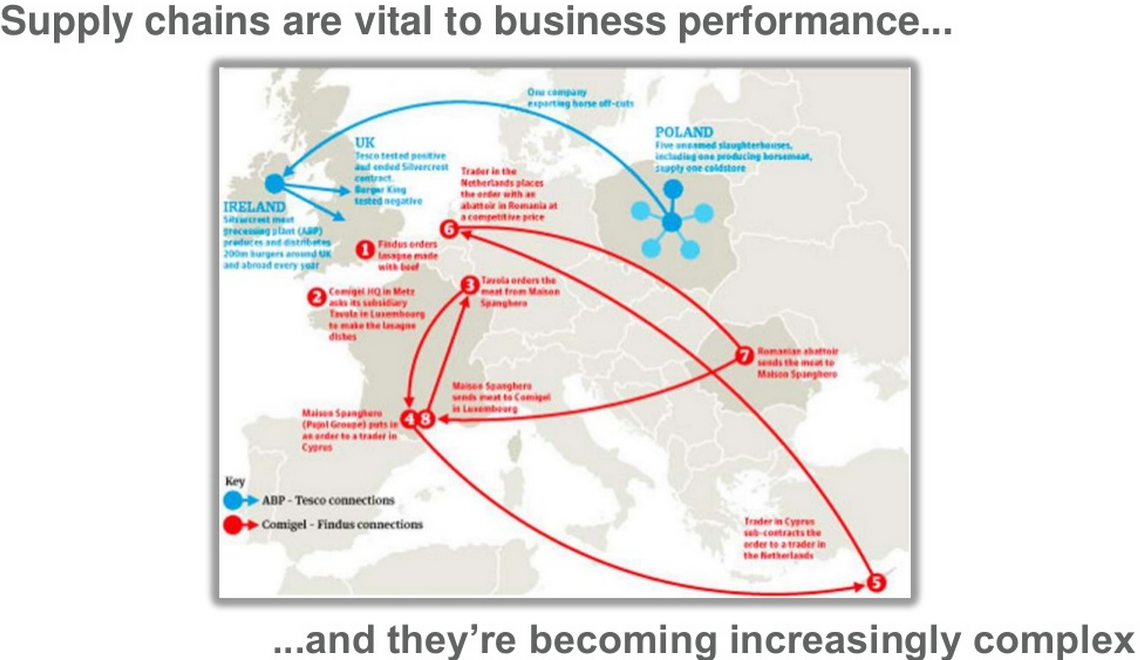 Supply chains are vital to business performance...
One company
exporting horse off-cuts
UK
Tesco tested positive
and ended Silvercrest
contract.
Burger King
tested negative
POLAND
Five unnamed slaughterhouses,
including one producing horsemeat,
supply one coldstore
IRELAND
Silvercrest meat
processing plant (ABP)
produces and distributes
200m burgers around UK
and abroad every year
Trader in the
Netherlands places
the order with an
abattoir in Romania at
a competitive price
6
1
Findus orders
lasagne made
with beef
2
Comigel HQ in Metz
asks its subsidiary
Tavola in Luxembourg
to make the lasagne
dishes
3
Tavola orders the
meat from Maison
Spanghero
7
Romanian abattoir
sends the meat to
Maison Spanghero
Maison Spanghero
sends meat to Comigel
in Luxembourg
Maison Spanghero
(Pujol Groupe) puts in
an order to a trader in
Cyprus
4 8
Key
ABP - Tesco connections
Comigel - Findus connections
Trader in Cyprus
sub-contracts the
order to a trader in
the Netherlands
5
...and they’re becoming increasingly complex